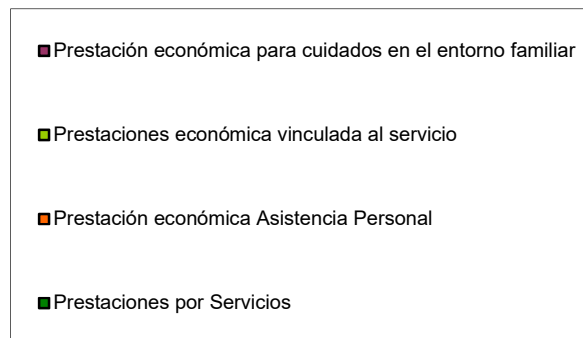 Prestación económica para cuidados en el entorno familiar
Prestaciones económica vinculada al servicio
Prestación económica Asistencia Personal
Prestaciones por Servicios